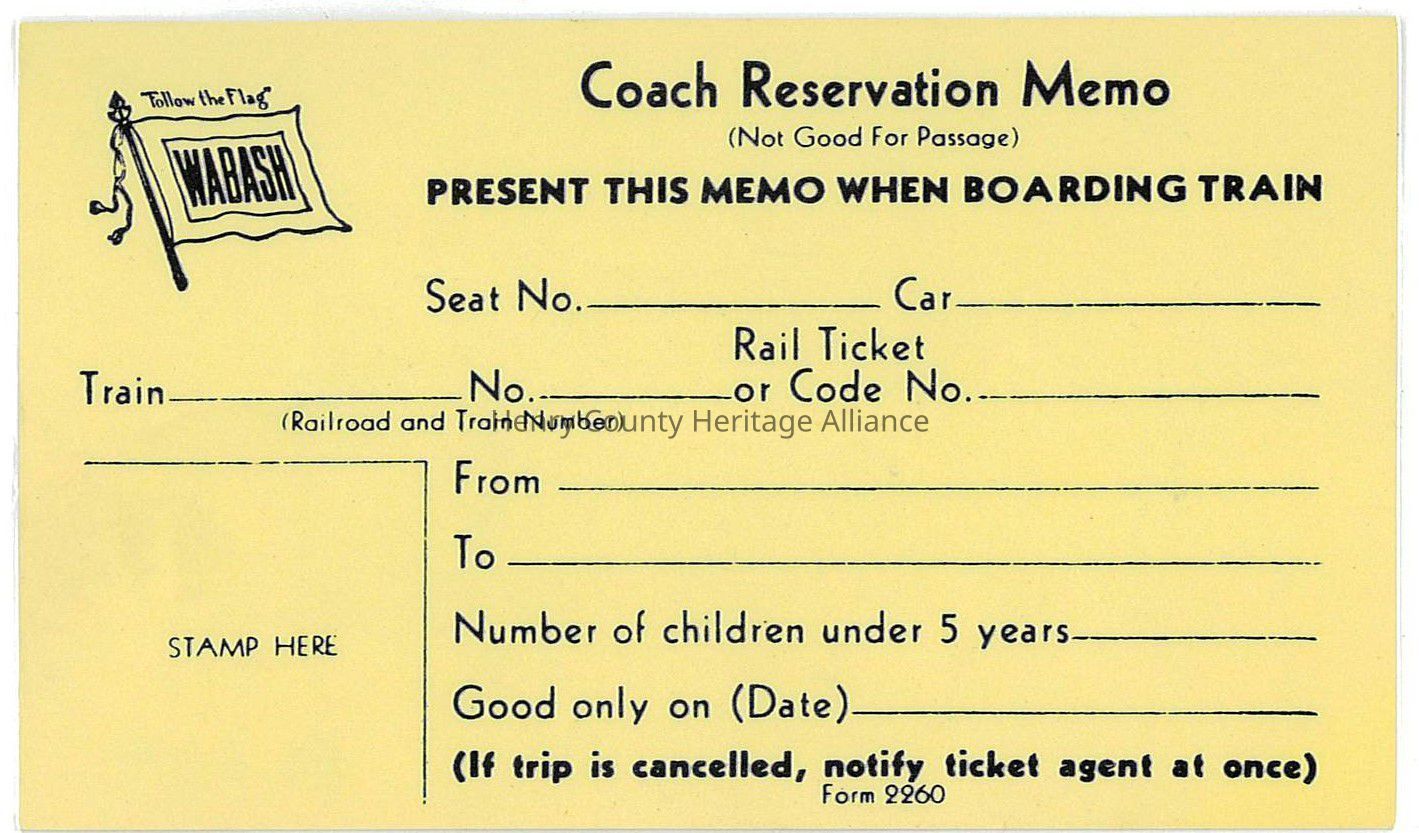 "Follow the Flag"
WABASH
Coach Reservation Memo
(Not Good For Passage)
PRESENT THIS MEMO WHEN BOARDING TRAIN
Seat No. Car
Rail Ticket
Train No. or Code No.
(Railroad and Train Number)
Henry County Heritage Alliance
From
To
Number of children under 5 years
STAMP HERE
Good only on (Date)
(If trip is cancelled, notify ticket agent at once)
Form 2260